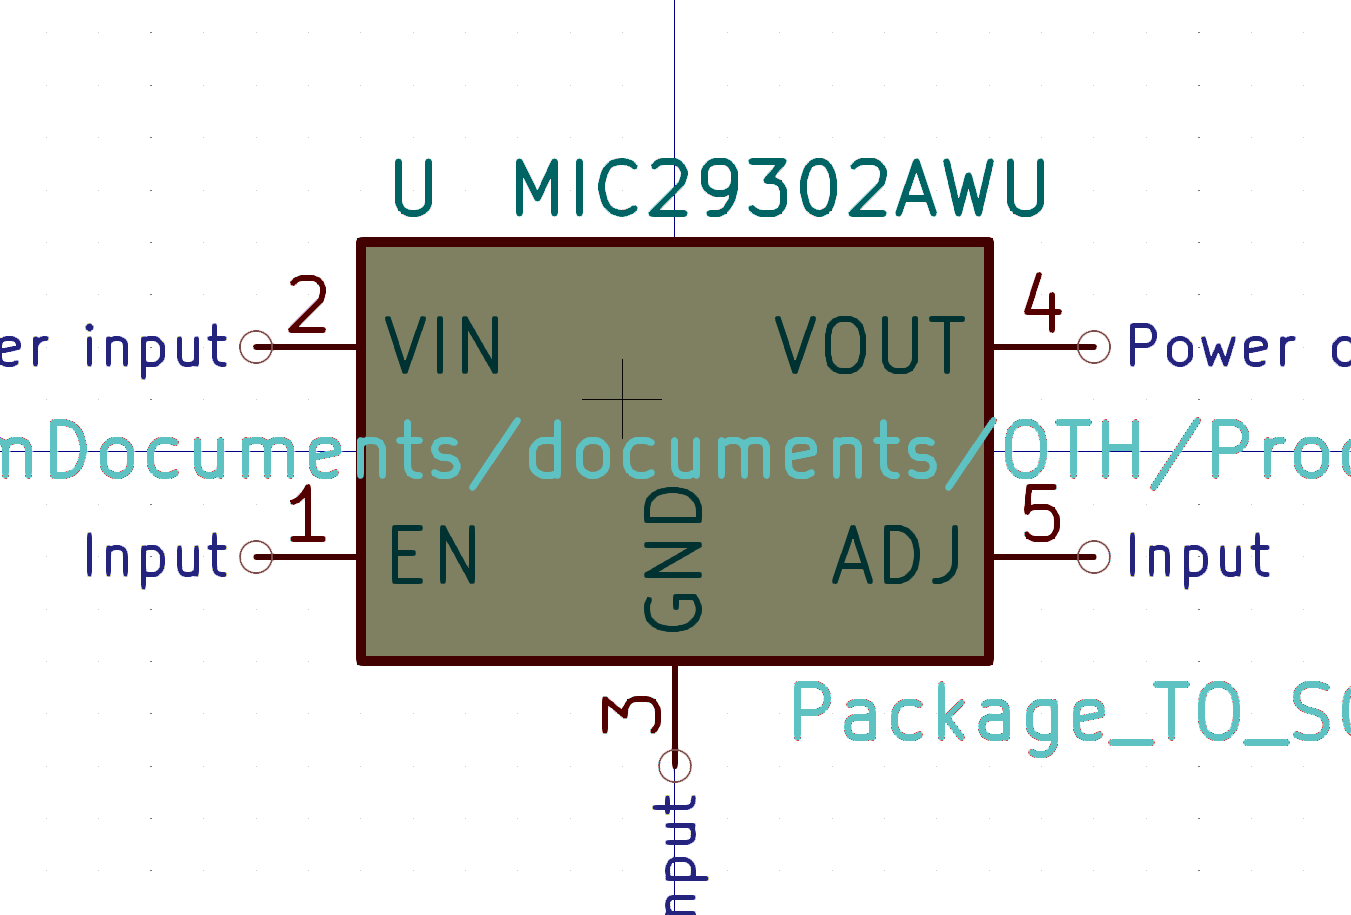 U MIC29302AWU
2 4
er input VIN VOUT Power o
mDocuments/documents/OTH/Proc
1 5
Input EN ADJ Input
GND
3
Package_TO_SO
nput